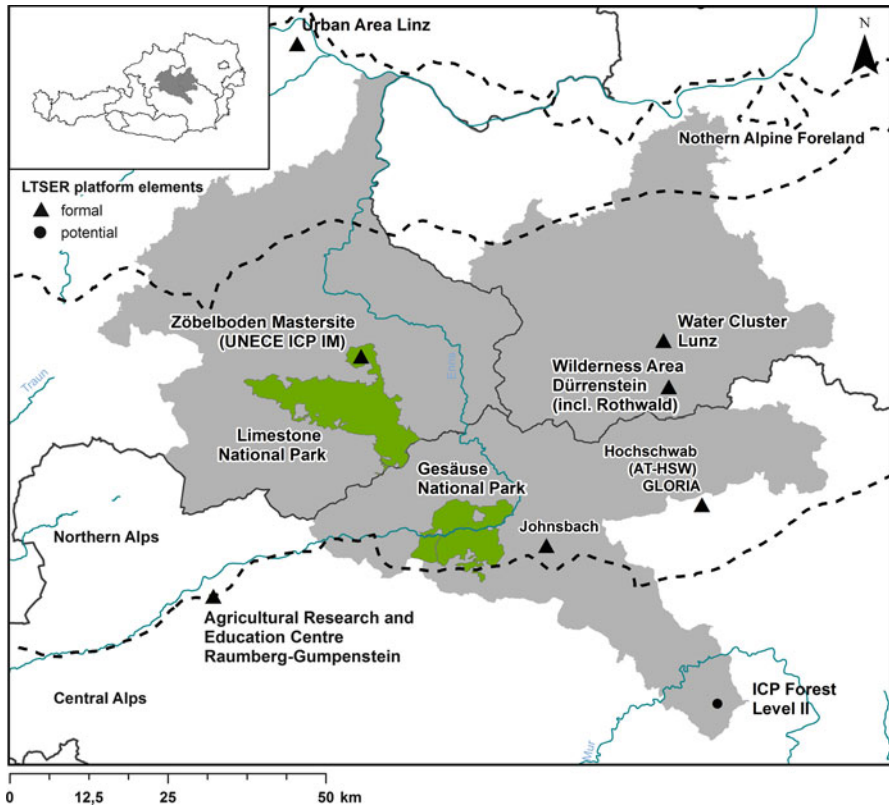 Urban Area Linz
N
Nothern Alpine Foreland
LTSER platform elements
formal
potential
Zöbelboden Mastersite
(UNECE ICP IM)
Water Cluster
Lunz
Wilderness Area
Dürrenstein
(incl. Rothwald)
Enns
Traun
Limestone
National Park
Gesäuse
National Park
Hochschwab
(AT-HSW)
GLORIA
Johnsbach
Northern Alps
Agricultural Research and
Education Centre
Raumberg-Gumpenstein
Central Alps
ICP Forest
Level II
Mur
0 12,5 25 50 km